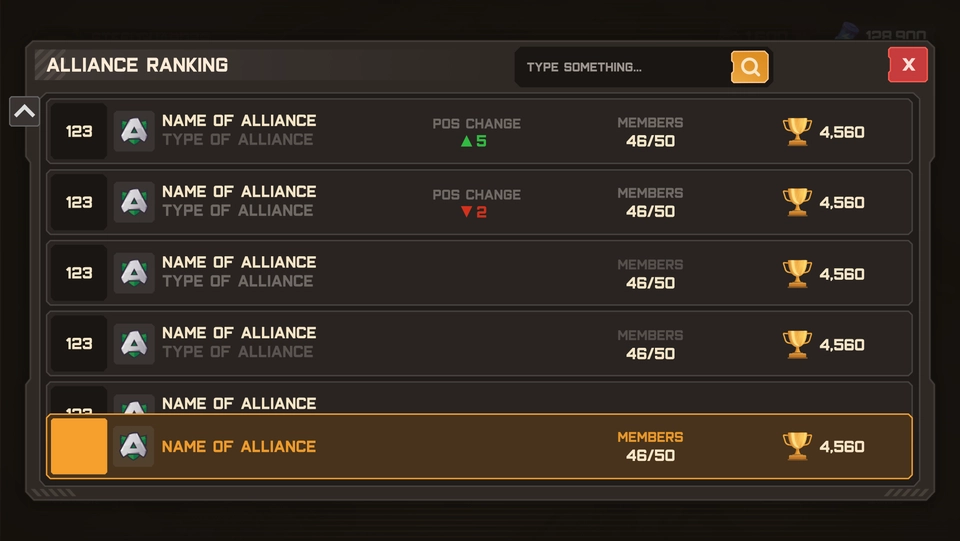 128,900
ALLIANCE RANKING
TYPE SOMETHING...
X
123
NAME OF ALLIANCE
TYPE OF ALLIANCE
POS CHANGE
▲5
MEMBERS
46/50
4,560
123
NAME OF ALLIANCE
TYPE OF ALLIANCE
POS CHANGE
▼2
MEMBERS
46/50
4,560
123
NAME OF ALLIANCE
TYPE OF ALLIANCE
MEMBERS
46/50
4,560
123
NAME OF ALLIANCE
TYPE OF ALLIANCE
MEMBERS
46/50
4,560
123
NAME OF ALLIANCE
NAME OF ALLIANCE
MEMBERS
46/50
4,560